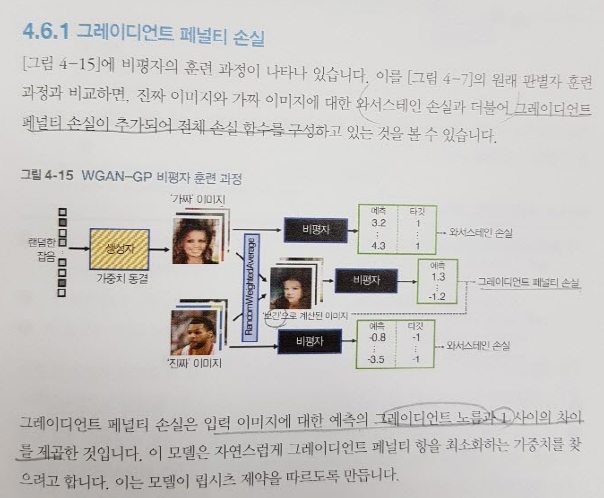 4.6.1 그레이디언트 페널티 손실
[그림 4-15]에 비평자의 훈련 과정이 나타나 있습니다. 이를 [그림 4-7]의 원래 판별자 훈련
과정과 비교하면, 진짜 이미지와 가짜 이미지에 대한 와서스테인 손실과 더불어 그레이디언트
페널티 손실이 추가되어 전체 손실 함수를 구성하고 있는 것을 볼 수 있습니다.
그림 4-15 WGAN-GP 비평자 훈련 과정
'가짜' 이미지
랜덤한
잡음
생성자
가중치 동결
비평자
예측 타깃
3.2 1
⋮ ⋮
4.3 1
와서스테인 손실
RandomWeightedAverage
비평자
예측
1.3
⋮
-1.2
그레이디언트 페널티 손실
'보간'으로 계산된 이미지
'진짜' 이미지
비평자
예측 타깃
-0.8 -1
⋮ ⋮
-3.5 -1
와서스테인 손실
그레이디언트 페널티 손실은 입력 이미지에 대한 예측의 그레이디언트 노름과 1 사이의 차이
를 제곱한 것입니다. 이 모델은 자연스럽게 그레이디언트 페널티 항을 최소화하는 가중치를 찾
으려고 합니다. 이는 모델이 립시츠 제약을 따르도록 만듭니다.